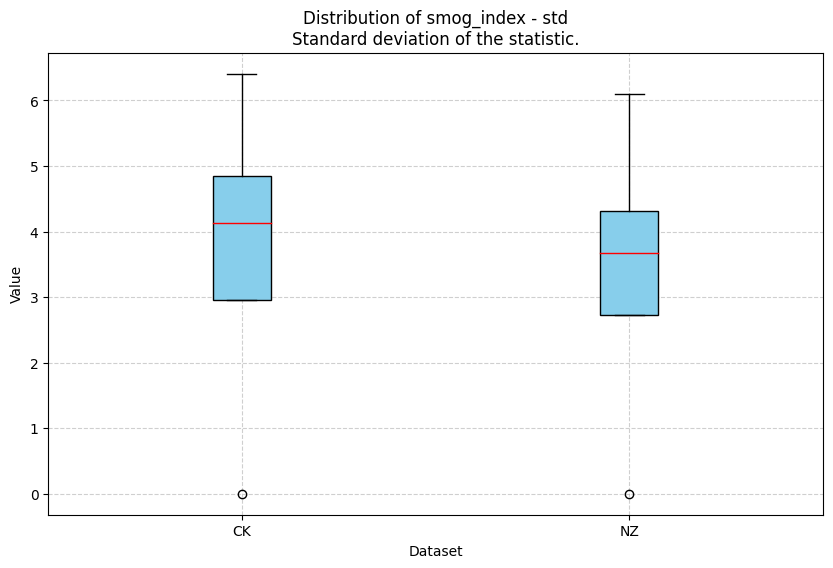 Distribution of smog_index - std
Standard deviation of the statistic.
Value
6
5
4
3
2
1
0
CK
NZ
Dataset